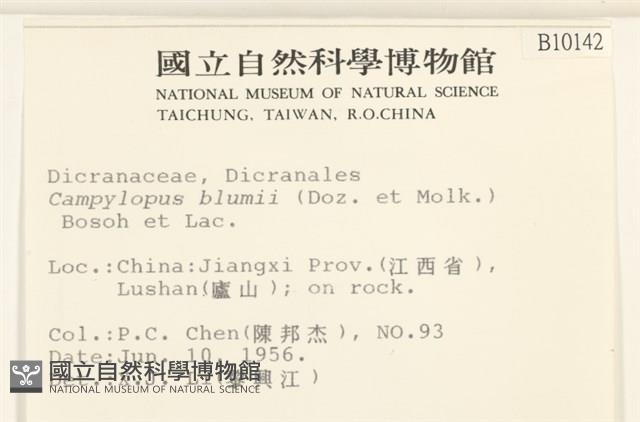 B10142
國立自然科學博物館
NATIONAL MUSEUM OF NATURAL SCIENCE
TAICHUNG, TAIWAN, R.O.CHINA
Dicranaceae, Dicranales
Campylopus blumii (Doz. et Molk.)
Bosoh et Lac.
Loc.:China:Jiangxi Prov.(江西省),
Lushan(廬山); on rock.
Col.:P.C. Chen(陳邦杰), NO.93
Date:Jun. 10, 1956.
興江)
國立自然科學博物館
NATIONAL MUSEUM OF NATURAL SCIENCE